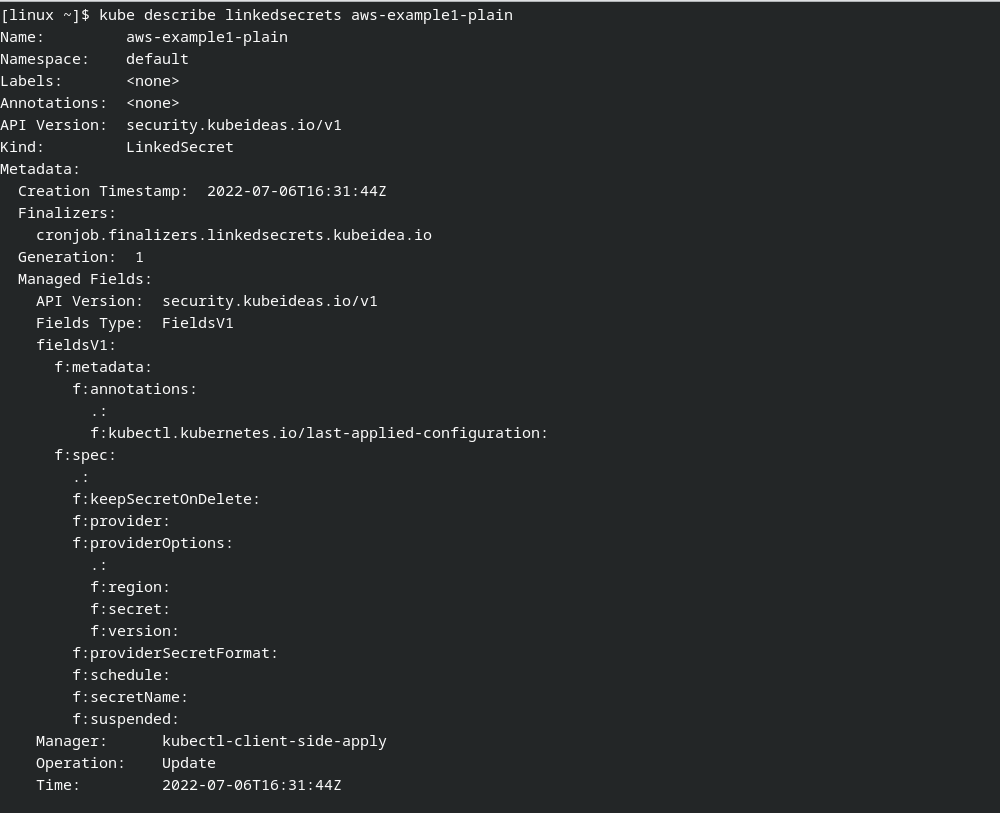 [linux ~]$ kube describe linkedsecrets aws-example1-plain
Name:         aws-example1-plain
Namespace:    default
Labels:       <none>
Annotations:  <none>
API Version:  security.kubeideas.io/v1
Kind:         LinkedSecret
Metadata:
  Creation Timestamp:  2022-07-06T16:31:44Z
  Finalizers:
    cronjob.finalizers.linkedsecrets.kubeidea.io
  Generation:  1
  Managed Fields:
    API Version:  security.kubeideas.io/v1
    Fields Type:  FieldsV1
    fieldsV1:
      f:metadata:
        f:annotations:
          .:
          f:kubectl.kubernetes.io/last-applied-configuration:
      f:spec:
        .:
        f:keepSecretOnDelete:
        f:provider:
        f:providerOptions:
          .:
          f:region:
          f:secret:
          f:version:
        f:providerSecretFormat:
        f:schedule:
        f:secretName:
        f:suspended:
    Manager:      kubectl-client-side-apply
    Operation:    Update
    Time:         2022-07-06T16:31:44Z